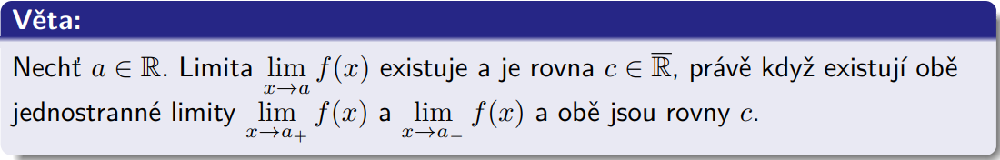 Věta:
Nechť $a \in \mathbb{R}$. Limita $\lim\limits_{x \to a} f(x)$ existuje a je rovna $c \in \overline{\mathbb{R}}$, právě když existují obě
jednostranné limity $\lim\limits_{x \to a_+} f(x)$ a $\lim\limits_{x \to a_-} f(x)$ a obě jsou rovny $c$.